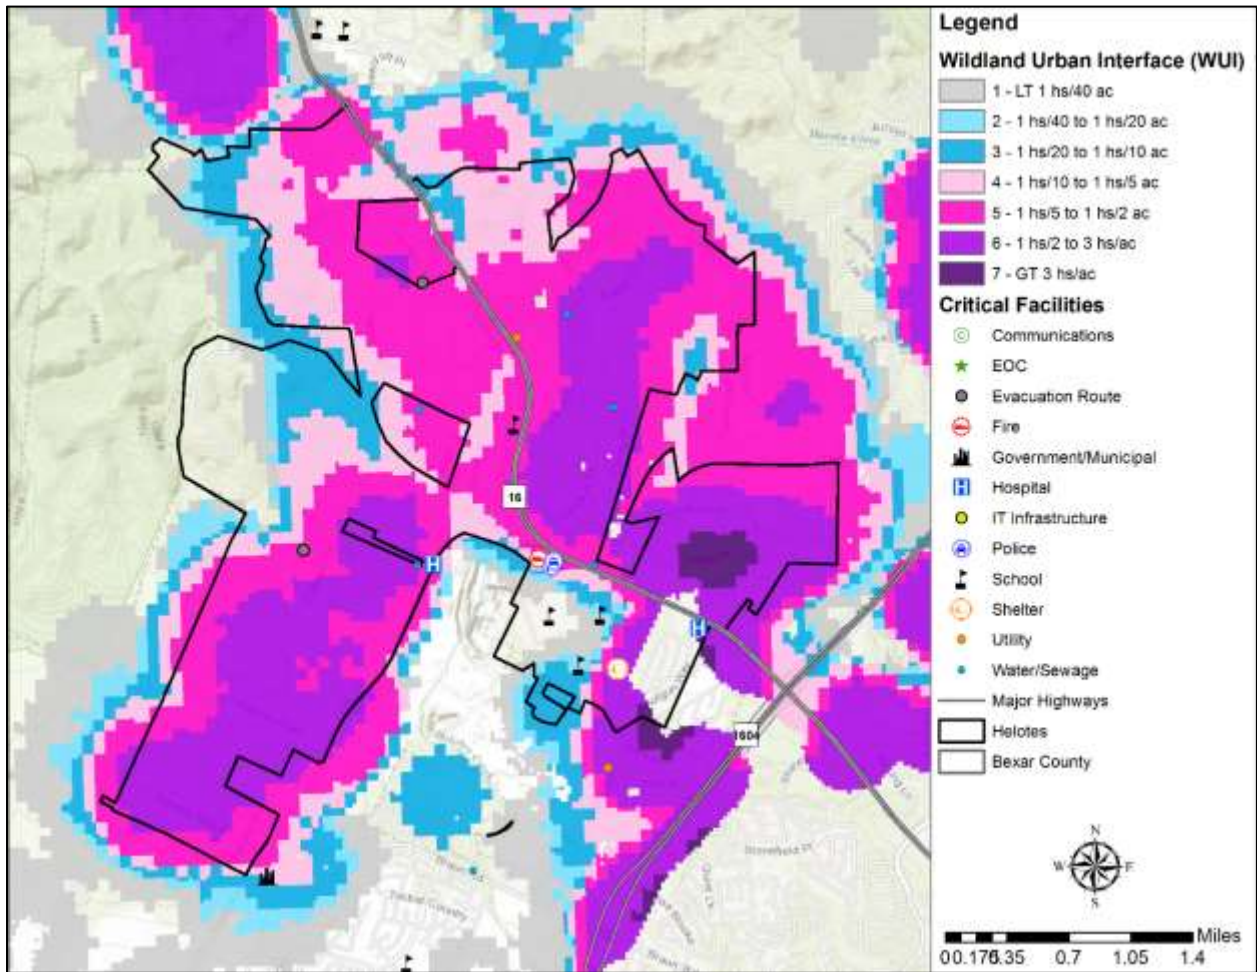 Legend
Wildland Urban Interface (WUI)
1 - LT 1 hs/40 ac
2 - 1 hs/40 to 1 hs/20 ac
3 - 1 hs/20 to 1 hs/10 ac
4 - 1 hs/10 to 1 hs/5 ac
5 - 1 hs/5 to 1 hs/2 ac
6 - 1 hs/2 to 3 hs/ac
7 - GT 3 hs/ac
Critical Facilities
C Communications
EOC
Evacuation Route
Fire
Government/Municipal
H Hospital
IT Infrastructure
Police
School
Shelter
Utility
Water/Sewage
Major Highways
Helotes
Bexar County
N
W E
S
Miles
0 0.175 0.35 0.7 1.05 1.4
16
H
H
1604